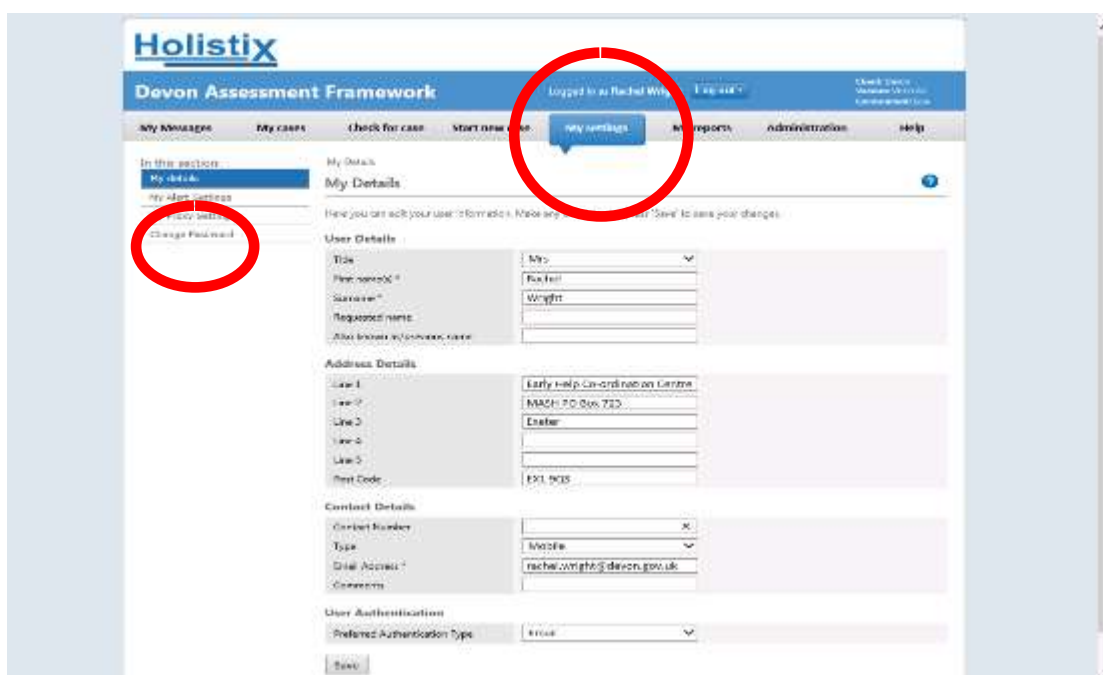 Holistix
Devon Assessment Framework
Logged in as Rachel
My Messages My cases Check for case Start new case My settings reports Administration Help
In this section
My details
My Alert Settings
Change Password
My Details
My Details
Here you can edit your user information. Make any 'Save' to save your changes.
User Details
Title Mrs
First name(s) * Rachel
Surname * Wright
Requested name
Also known as/previous name
Address Details
Line 1 Early Help Co-ordination Centre
Line 2 MASH PO Box 723
Line 3 Exeter
Line 4
Line 5
Post Code EX1 9QS
Contact Details
Contact Number
Type Mobile
Email Address * rachel.wright@devon.gov.uk
Comments
User Authentication
Preferred Authentication Type Email
Save